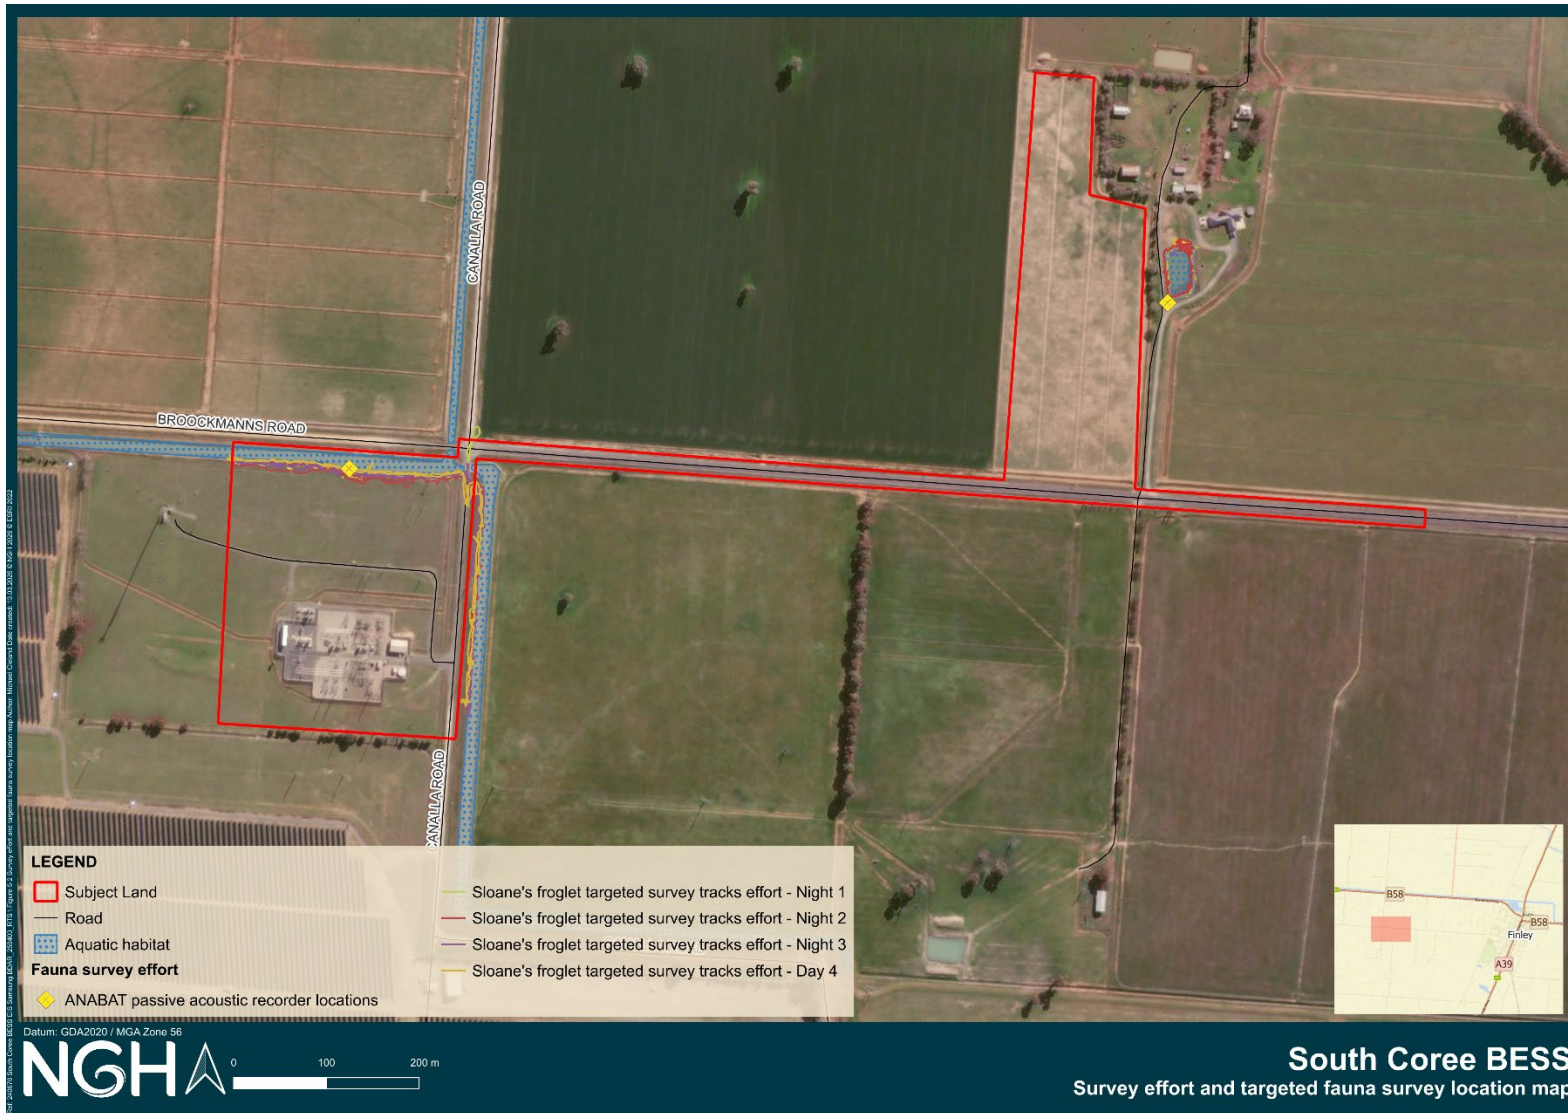 CANALLA ROAD
BROOCKMANNS ROAD
CANALLA ROAD
LEGEND
Subject Land
Road
Aquatic habitat
Fauna survey effort
ANABAT passive acoustic recorder locations
Sloane's froglet targeted survey tracks effort - Night 1
Sloane's froglet targeted survey tracks effort - Night 2
Sloane's froglet targeted survey tracks effort - Night 3
Sloane's froglet targeted survey tracks effort - Day 4
B58
B58
Finley
A39
Datum: GDA2020 / MGA Zone 56
NGH
0 100 200 m
South Coree BESS
Survey effort and targeted fauna survey location map